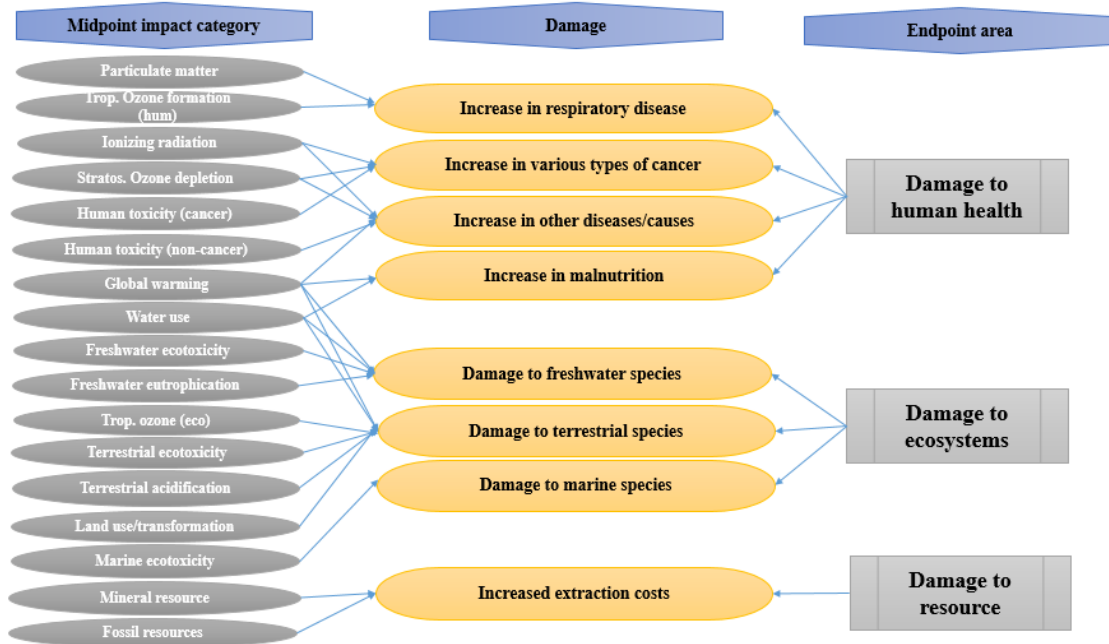 Midpoint impact category
Damage
Endpoint area
Particulate matter
Trop. Ozone formation
(hum)
Ionizing radiation
Stratos. Ozone depletion
Human toxicity (cancer)
Human toxicity (non-cancer)
Global warming
Water use
Freshwater ecotoxicity
Freshwater eutrophication
Trop. ozone (eco)
Terrestrial ecotoxicity
Terrestrial acidification
Land use/transformation
Marine ecotoxicity
Mineral resource
Fossil resources
Increase in respiratory disease
Increase in various types of cancer
Increase in other diseases/causes
Increase in malnutrition
Damage to freshwater species
Damage to terrestrial species
Damage to marine species
Increased extraction costs
Damage to
human health
Damage to
ecosystems
Damage to
resource